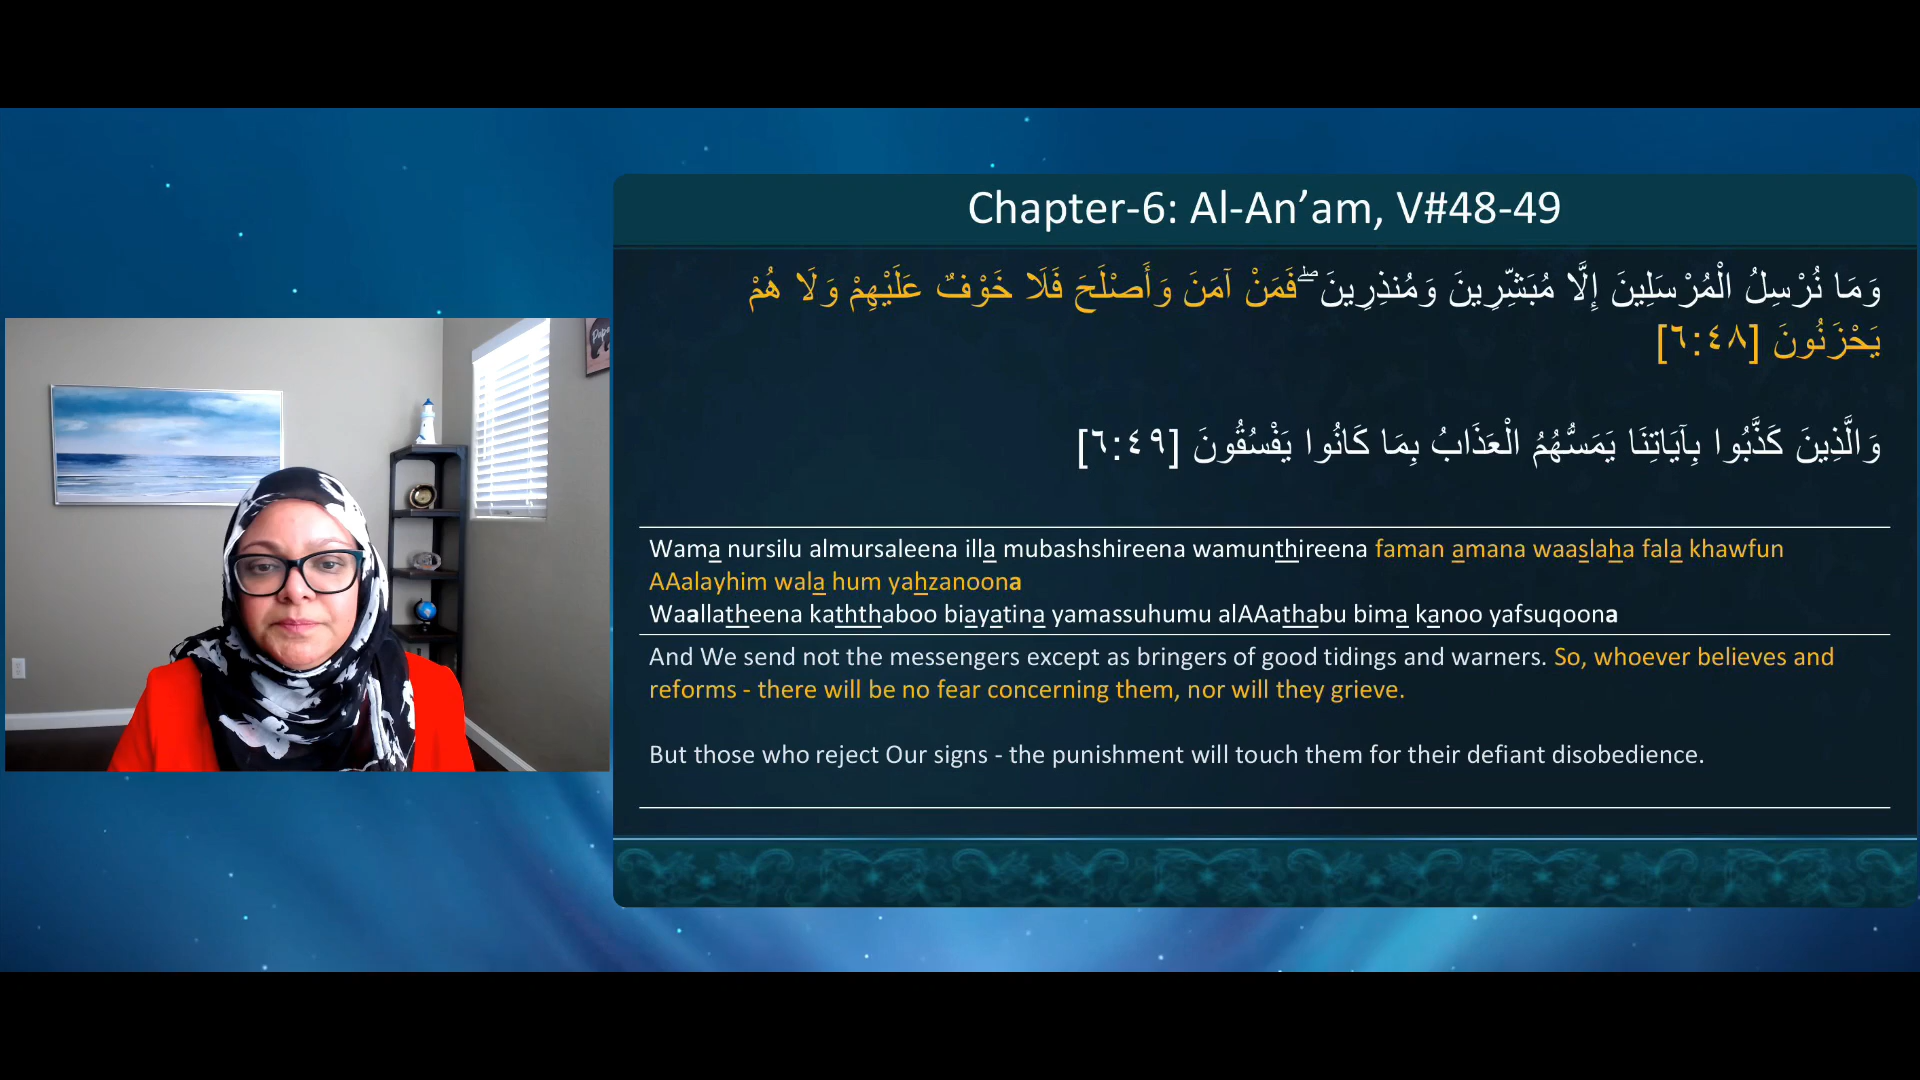 Chapter-6: Al-An’am, V#48-49
وَمَا نُرْسِلُ الْمُرْسَلِينَ إِلَّا مُبَشِّرِينَ وَمُنذِرِينَ ۖ فَمَنْ آمَنَ وَأَصْلَحَ فَلَا خَوْفٌ عَلَيْهِمْ وَلَا هُمْ
يَحْزَنُونَ [٦:٤٨]
وَالَّذِينَ كَذَّبُوا بِآيَاتِنَا يَمَسُّهُمُ الْعَذَابُ بِمَا كَانُوا يَفْسُقُونَ [٦:٤٩]
Wama nursilu almursaleena illa mubashshireena wamunthireena faman amana waaslaha fala khawfun
AAalayhim wala hum yahzanoona
Waallatheena kaththaboo biayatina yamassuhumu alAAathabu bima kanoo yafsuqoona
And We send not the messengers except as bringers of good tidings and warners. So, whoever believes and
reforms - there will be no fear concerning them, nor will they grieve.
But those who reject Our signs - the punishment will touch them for their defiant disobedience.
Papa